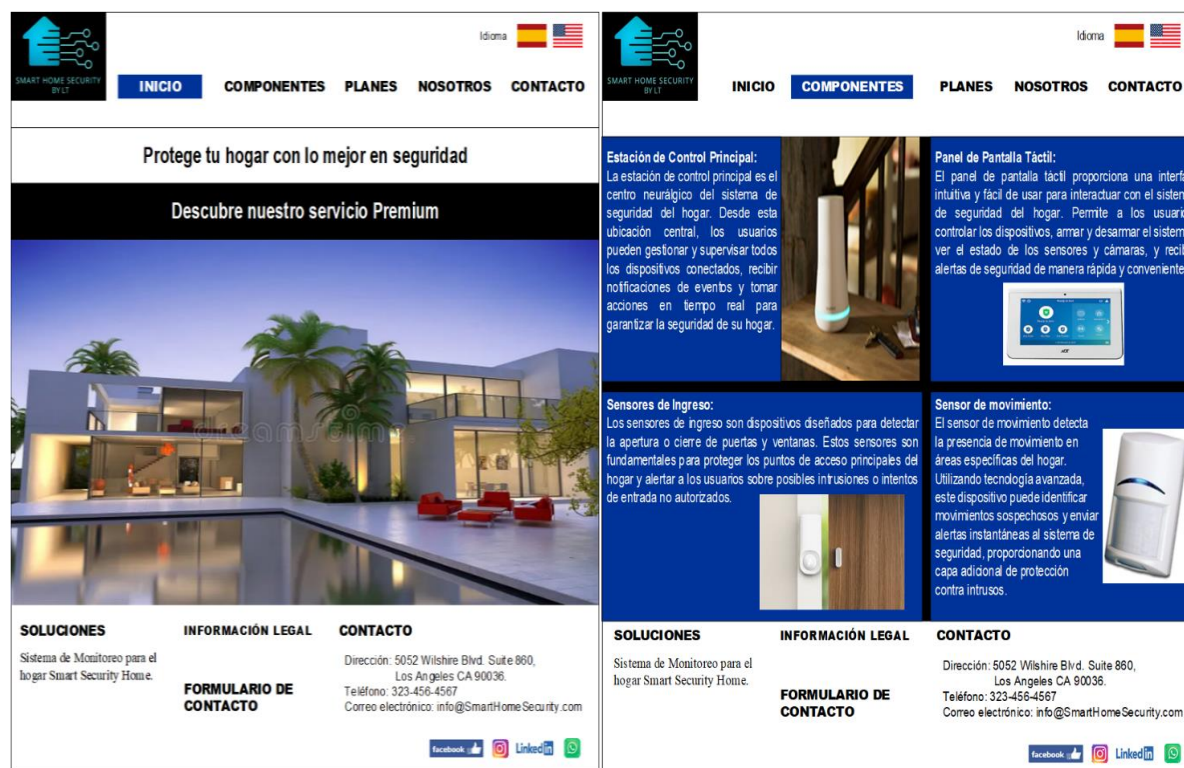 SMART HOME SECURITY
BY LT
Idioma
INICIO COMPONENTES PLANES NOSOTROS CONTACTO
Protege tu hogar con lo mejor en seguridad
Descubre nuestro servicio Premium
dreamstime
SOLUCIONES
Sistema de Monitoreo para el
hogar Smart Security Home.
INFORMACIÓN LEGAL
FORMULARIO DE
CONTACTO
CONTACTO
Dirección: 5052 Wilshire Blvd. Suite 860,
Los Angeles CA 90036.
Teléfono: 323-456-4567
Correo electrónico: info@SmartHomeSecurity.com
facebook
Linked in
SMART HOME SECURITY
BY LT
Idioma
INICIO COMPONENTES PLANES NOSOTROS CONTACTO
Estación de Control Principal:
La estación de control principal es el
centro neurálgico del sistema de
seguridad del hogar. Desde esta
ubicación central, los usuarios
pueden gestionar y supervisar todos
los dispositivos conectados, recibir
notificaciones de eventos y tomar
acciones en tiempo real para
garantizar la seguridad de su hogar.
Panel de Pantalla Táctil:
El panel de pantalla táctil proporciona una interfa
intuitiva y fácil de usar para interactuar con el sistem
de seguridad del hogar. Permite a los usuario
controlar los dispositivos, armar y desarmar el sistem
ver el estado de los sensores y cámaras, y recib
alertas de seguridad de manera rápida y conveniente
Sensores de Ingreso:
Los sensores de ingreso son dispositivos diseñados para detectar
la apertura o cierre de puertas y ventanas. Estos sensores son
fundamentales para proteger los puntos de acceso principales del
hogar y alertar a los usuarios sobre posibles intrusiones o intentos
de entrada no autorizados.
Sensor de movimiento:
El sensor de movimiento detecta
la presencia de movimiento en
áreas específicas del hogar.
Utilizando tecnología avanzada,
este dispositivo puede identificar
movimientos sospechosos y enviar
alertas instantáneas al sistema de
seguridad, proporcionando una
capa adicional de protección
contra intrusos.
SOLUCIONES
Sistema de Monitoreo para el
hogar Smart Security Home.
INFORMACIÓN LEGAL
FORMULARIO DE
CONTACTO
CONTACTO
Dirección: 5052 Wilshire Blvd. Suite 860,
Los Angeles CA 90036.
Teléfono: 323-456-4567
Correo electrónico: info@SmartHomeSecurity.com
facebook
Linked in